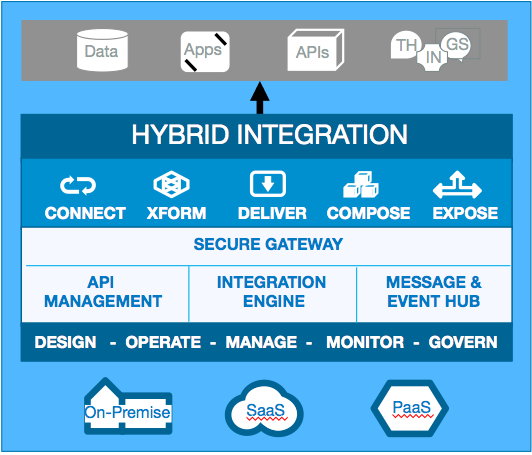 Data Apps APIs TH IN GS
HYBRID INTEGRATION
CONNECT XFORM DELIVER COMPOSE EXPOSE
SECURE GATEWAY
API INTEGRATION MESSAGE &
MANAGEMENT ENGINE EVENT HUB
DESIGN - OPERATE - MANAGE - MONITOR - GOVERN
On-Premise SaaS PaaS